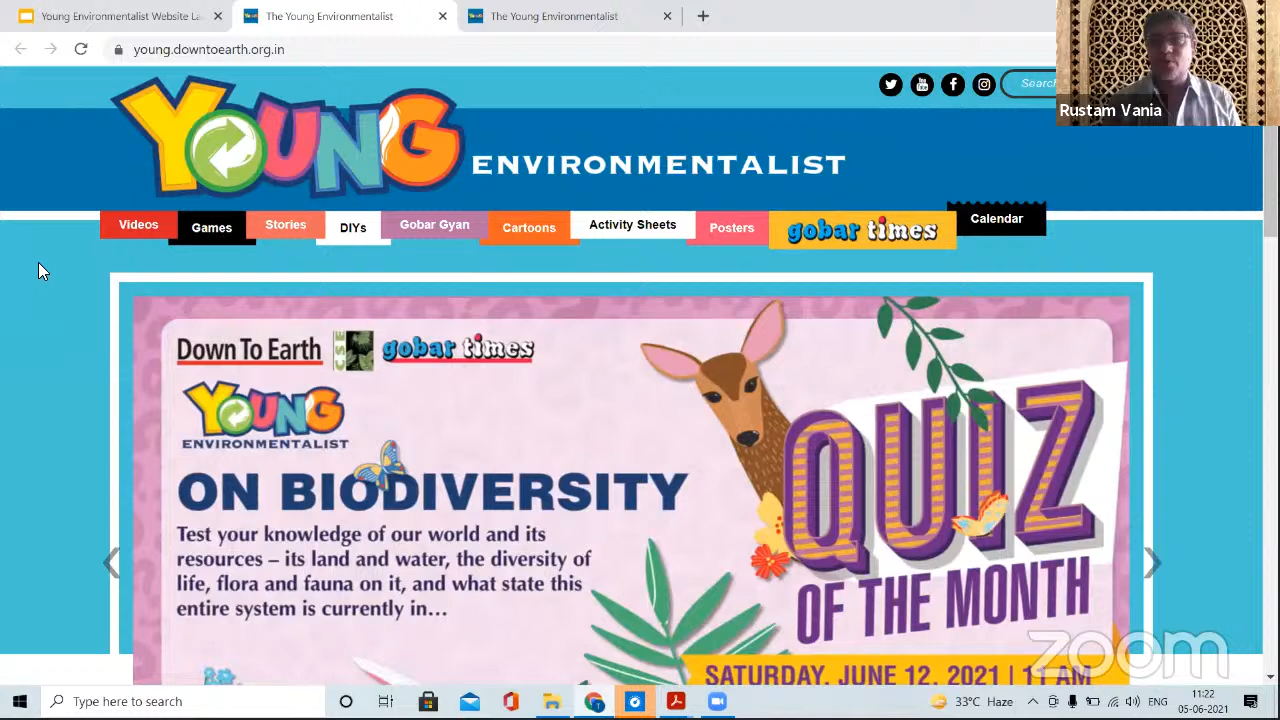 Young Environmentalist Website La
The Young Environmentalist
The Young Environmentalist
young.downtoearth.org.in
Search
Rustam Vania
YOUNG ENVIRONMENTALIST
Videos
Games
Stories
DIYs
Gobar Gyan
Cartoons
Activity Sheets
Posters
gobar times
Calendar
Down To Earth
CSE
gobar times
YOUNG
ENVIRONMENTALIST
ON BIODIVERSITY
Test your knowledge of our world and its
resources – its land and water, the diversity of
life, flora and fauna on it, and what state this
entire system is currently in...
QUIZ
OF THE MONTH
SATURDAY, JUNE 12, 2021 | 11 AM
zoom
Type here to search
33°C Haze
ENG
11:22
05-06-2021